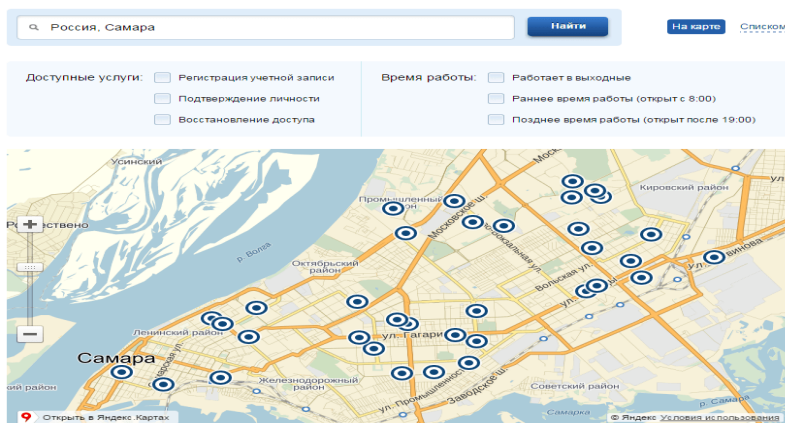 Россия, Самара
Найти
На карте
Списком
Доступные услуги:
Регистрация учетной записи
Подтверждение личности
Восстановление доступа
Время работы:
Работает в выходные
Раннее время работы (открыт с 8:00)
Позднее время работы (открыт после 19:00)
Усинский
Кировский район
Московское ш.
р. Волга
Октябрьский
район
Вольская ул.
Ленинский район
ул. Гагари
Самара
Железнодорожный
район
Советский район
ул. Промышленности
Заводское ш.
р. Самара
Самарка
Открыть в Яндекс.Картах
© Яндекс Условия использования